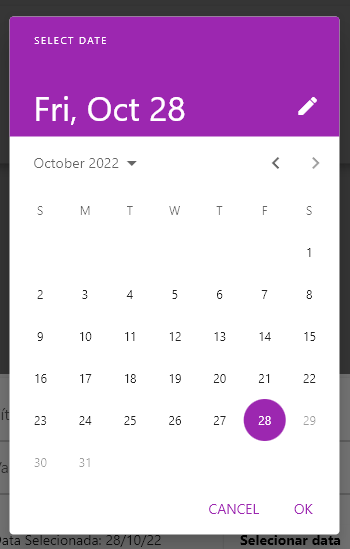 SELECT DATE
Fri, Oct 28
October 2022
S M T W T F S
1
2 3 4 5 6 7 8
9 10 11 12 13 14 15
16 17 18 19 20 21 22
23 24 25 26 27 28 29
30 31
CANCEL OK
Data Selecionada: 28/10/22 Selecionar data